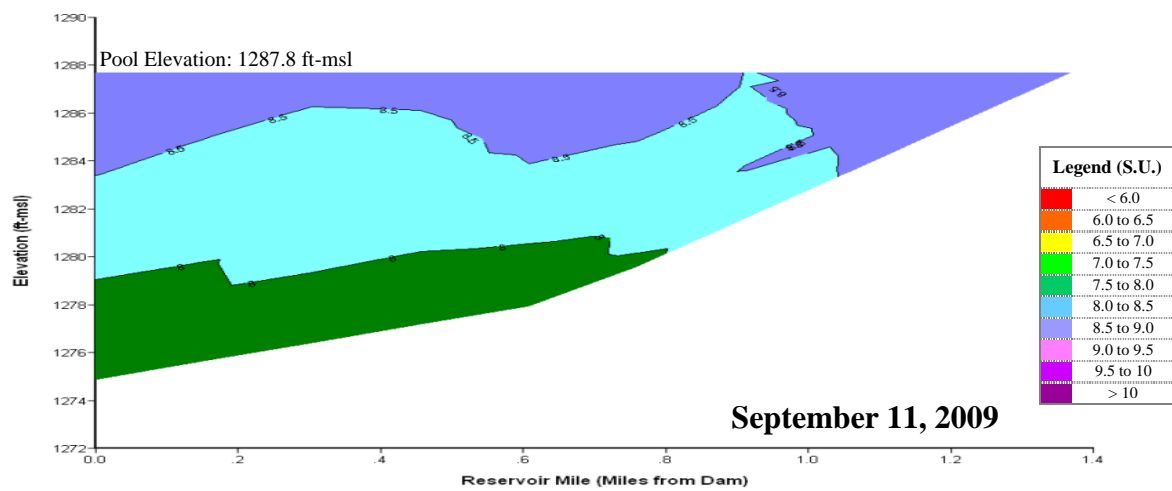 1290
1288
1286
1284
1282
1280
1278
1276
1274
1272
Elevation (ft-msl)
Pool Elevation: 1287.8 ft-msl
8.5
8.5
8.5
8.5
8.5
8.5
8.5
8
8
8
8
Legend (S.U.)
< 6.0
6.0 to 6.5
6.5 to 7.0
7.0 to 7.5
7.5 to 8.0
8.0 to 8.5
8.5 to 9.0
9.0 to 9.5
9.5 to 10
> 10
September 11, 2009
0.0 .2 .4 .6 .8 1.0 1.2 1.4
Reservoir Mile (Miles from Dam)